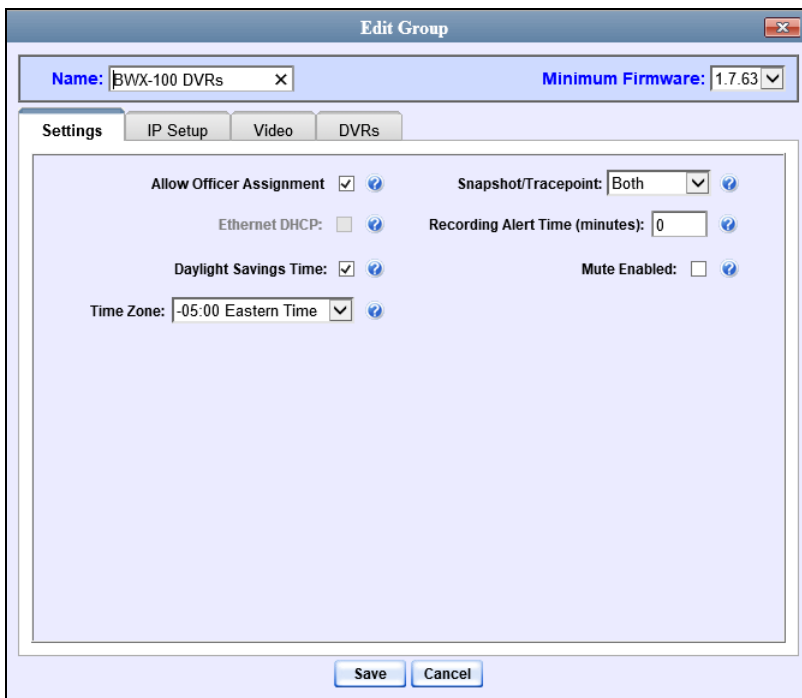 Edit Group
Name: BWX-100 DVRs
Minimum Firmware: 1.7.63
Settings
IP Setup
Video
DVRs
Allow Officer Assignment
Snapshot/Tracepoint: Both
Ethernet DHCP:
Recording Alert Time (minutes): 0
Daylight Savings Time:
Mute Enabled:
Time Zone: -05:00 Eastern Time
Save
Cancel